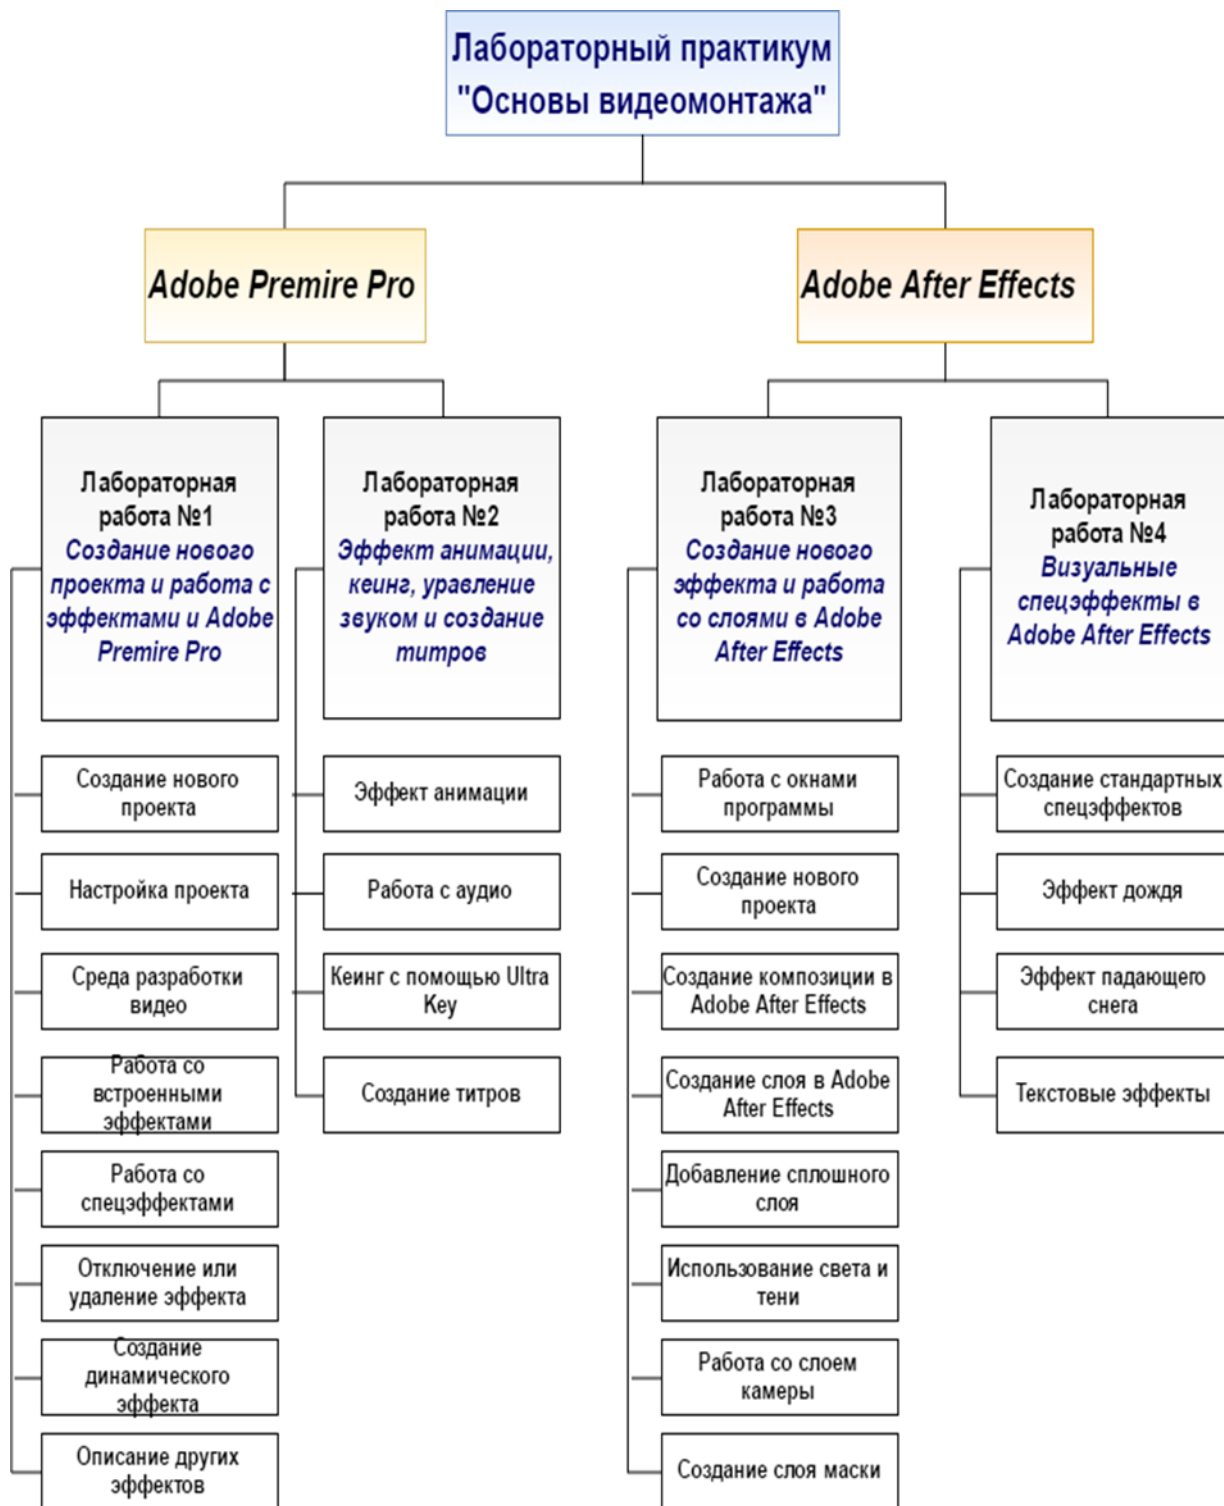 Лабораторный практикум
"Основы видеомонтажа"
Adobe Premire Pro
Adobe After Effects
Лабораторная
работа №1
Создание нового
проекта и работа с
эффектами и Adobe
Premire Pro
Создание нового
проекта
Настройка проекта
Среда разработки
видео
Работа со
встроенными
эффектами
Работа со
спецэффектами
Отключение или
удаление эффекта
Создание
динамического
эффекта
Описание других
эффектов
Лабораторная
работа №2
Эффект анимации,
кеинг, уравление
звуком и создание
титров
Эффект анимации
Работа с аудио
Кеинг с помощью Ultra
Key
Создание титров
Лабораторная
работа №3
Создание нового
эффекта и работа
со слоями в Adobe
After Effects
Работа с окнами
программы
Создание нового
проекта
Создание композиции в
Adobe After Effects
Создание слоя в Adobe
After Effects
Добавление сплошного
слоя
Использование света и
тени
Работа со слоем
камеры
Создание слоя маски
Лабораторная
работа №4
Визуальные
спецэффекты в
Adobe After Effects
Создание стандартных
спецэффектов
Эффект дождя
Эффект падающего
снега
Текстовые эффекты